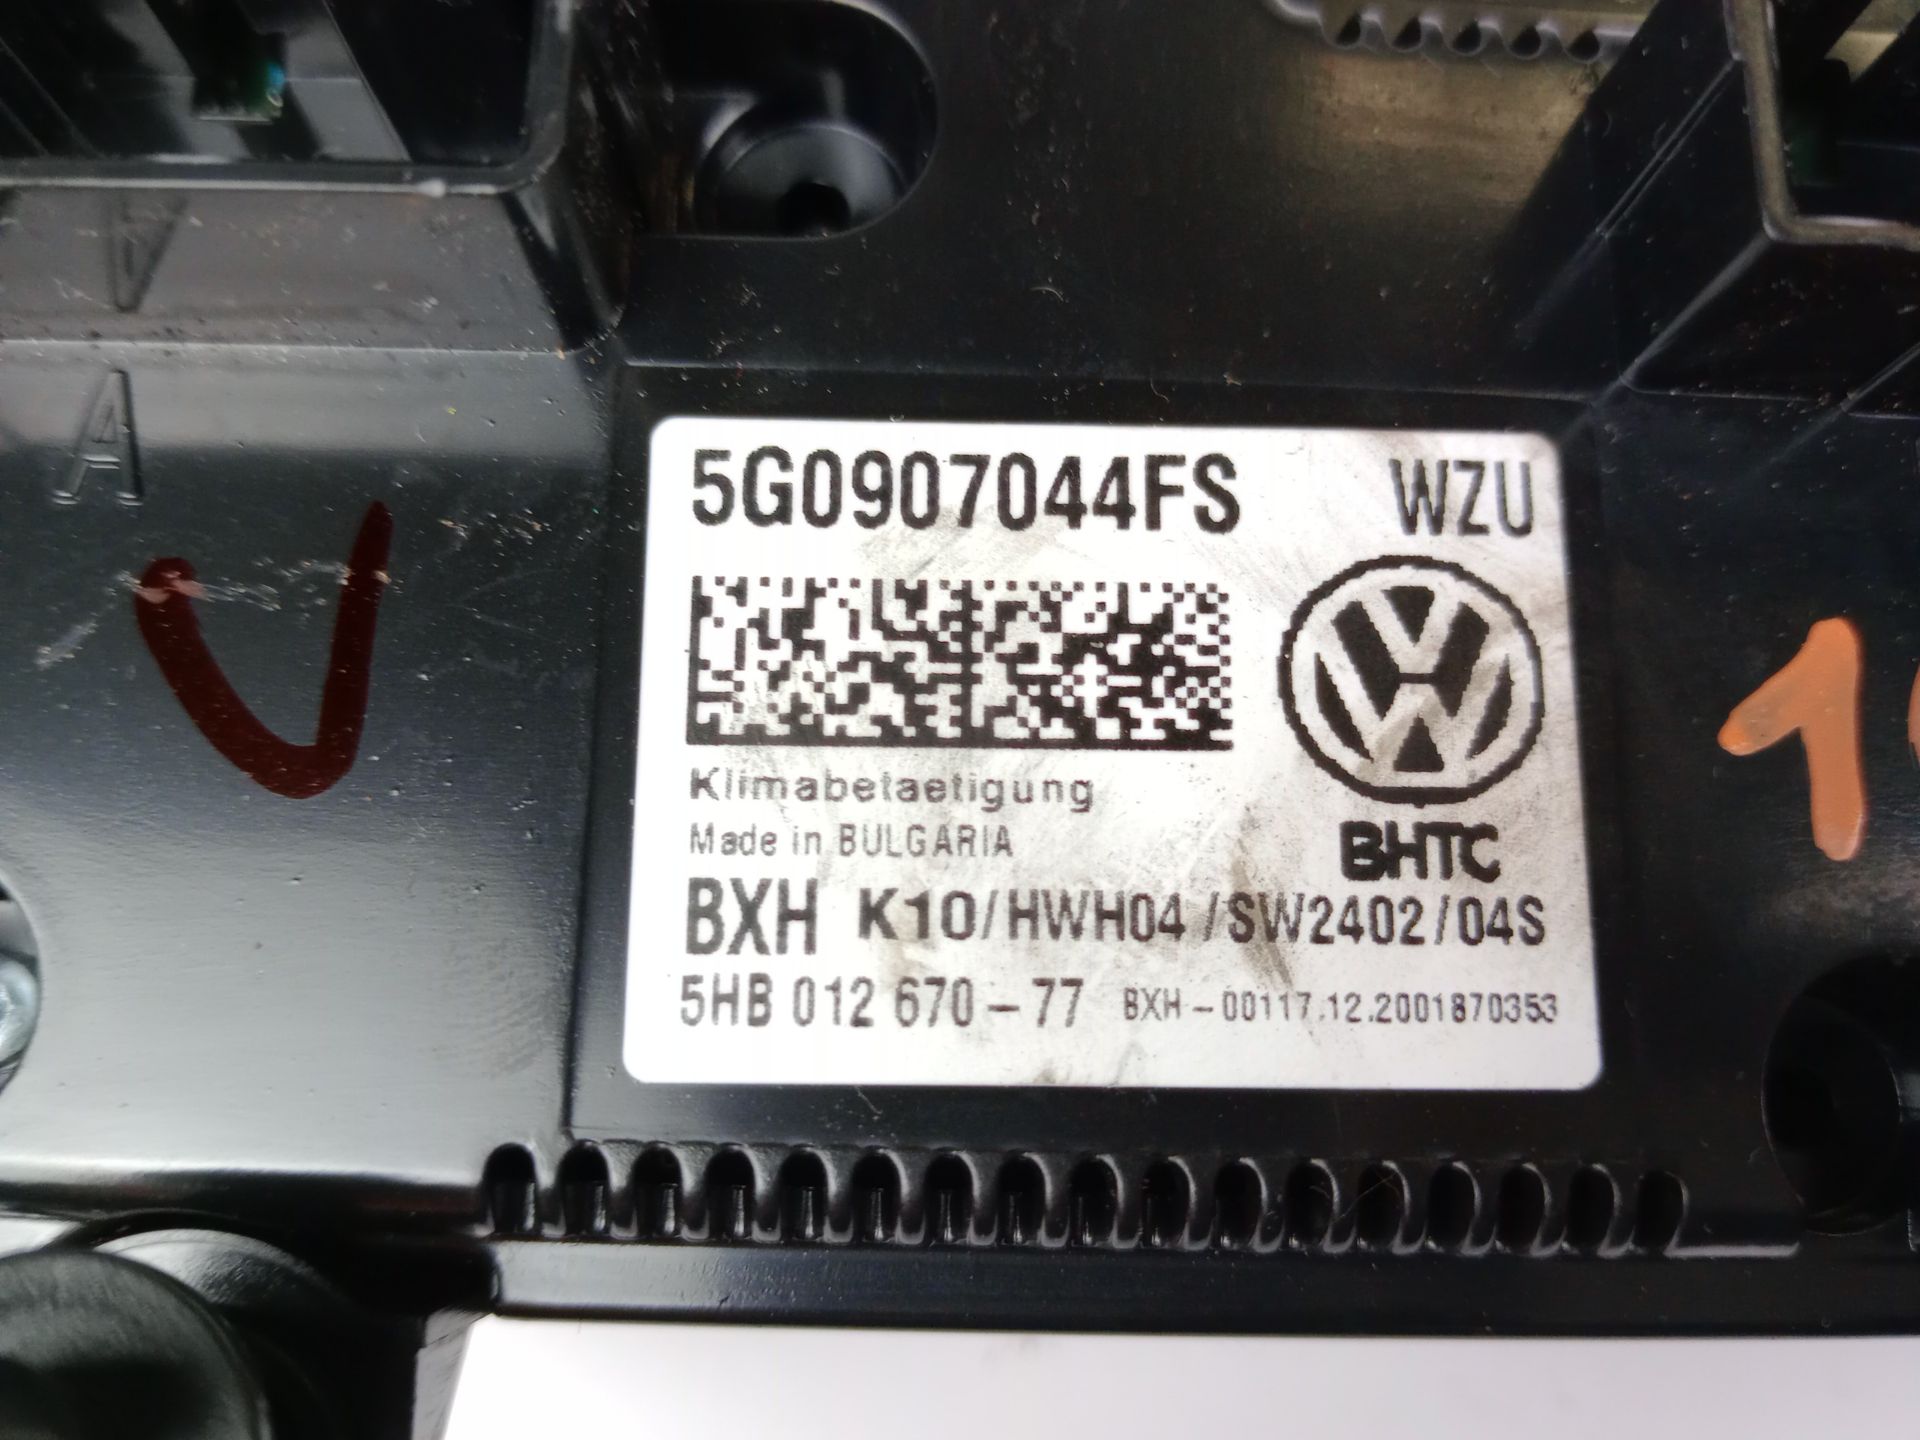 A
5G0907044FS WZU
Klimabetaetigung
Made in BULGARIA
BHTC
BXH K10/HWH04/SW2402/04S
5HB 012 670-77 BXH-00117.12.2001870353
V
1